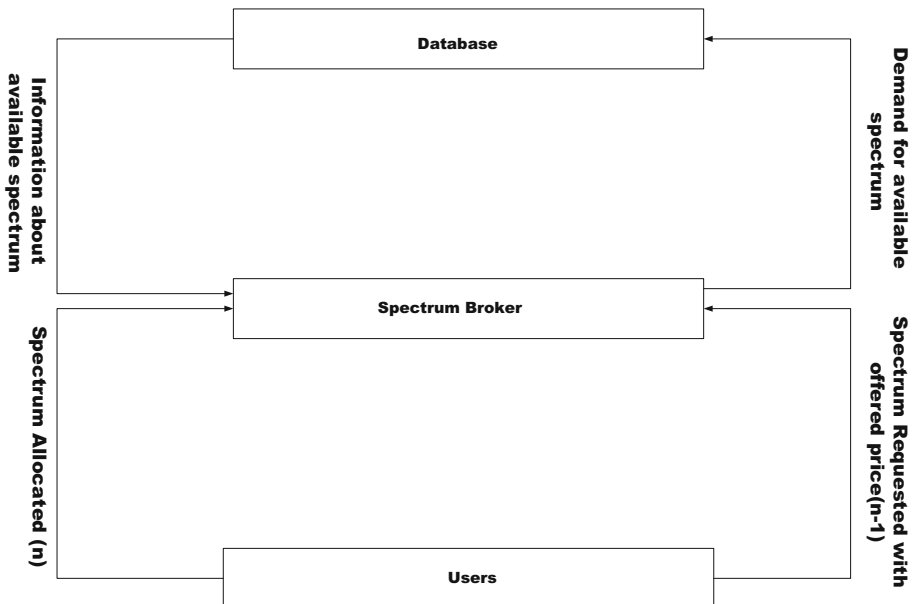 Database
Information about
available spectrum
Demand for available
spectrum
Spectrum Broker
Spectrum Allocated (n)
Spectrum Requested with
offered price(n-1)
Users